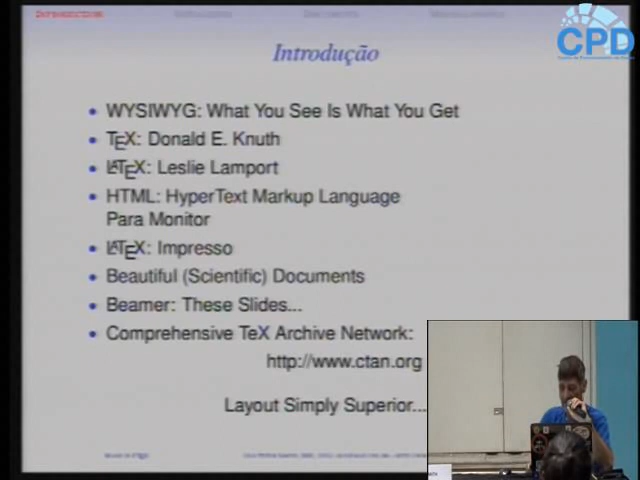 INTRODUCTION
CPD
Introdução
WYSIWYG: What You See Is What You Get
TEX: Donald E. Knuth
LATEX: Leslie Lamport
HTML: HyperText Markup Language
Para Monitor
LATEX: Impresso
Beautiful (Scientific) Documents
Beamer: These Slides...
Comprehensive TeX Archive Network:
http://www.ctan.org
Layout Simply Superior...